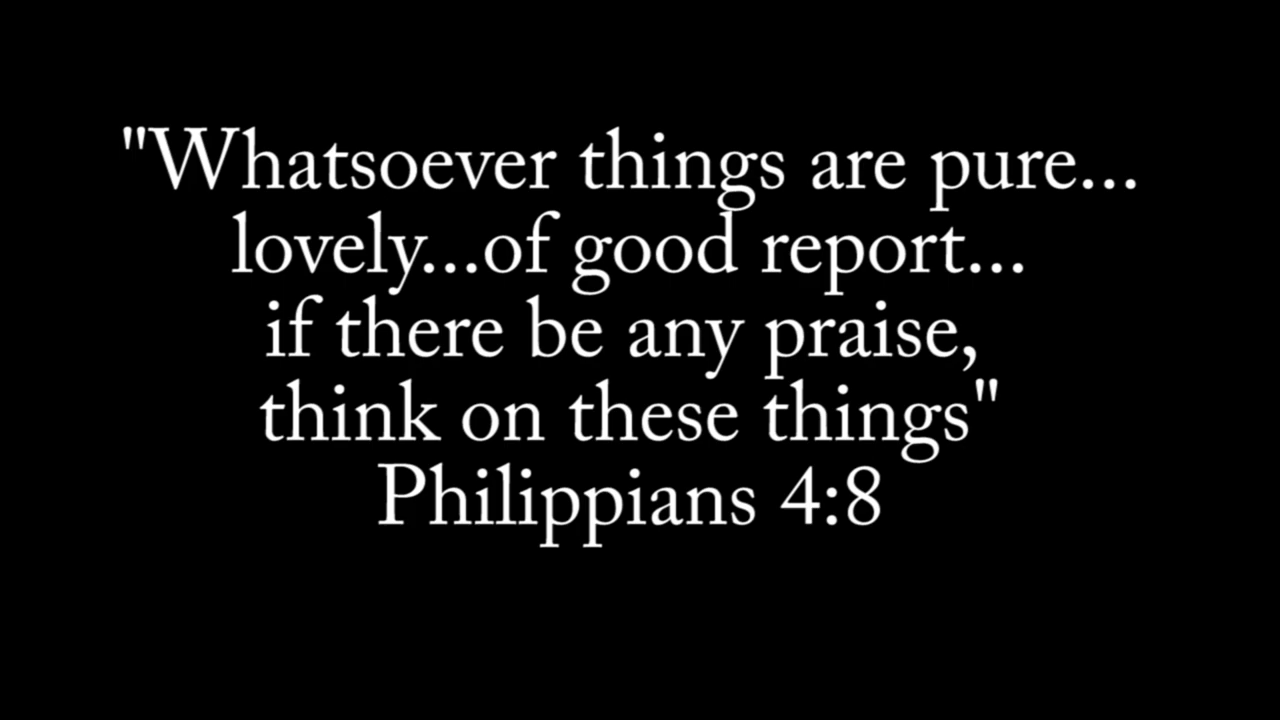 "Whatsoever things are pure...
lovely...of good report...
if there be any praise,
think on these things"
Philippians 4:8